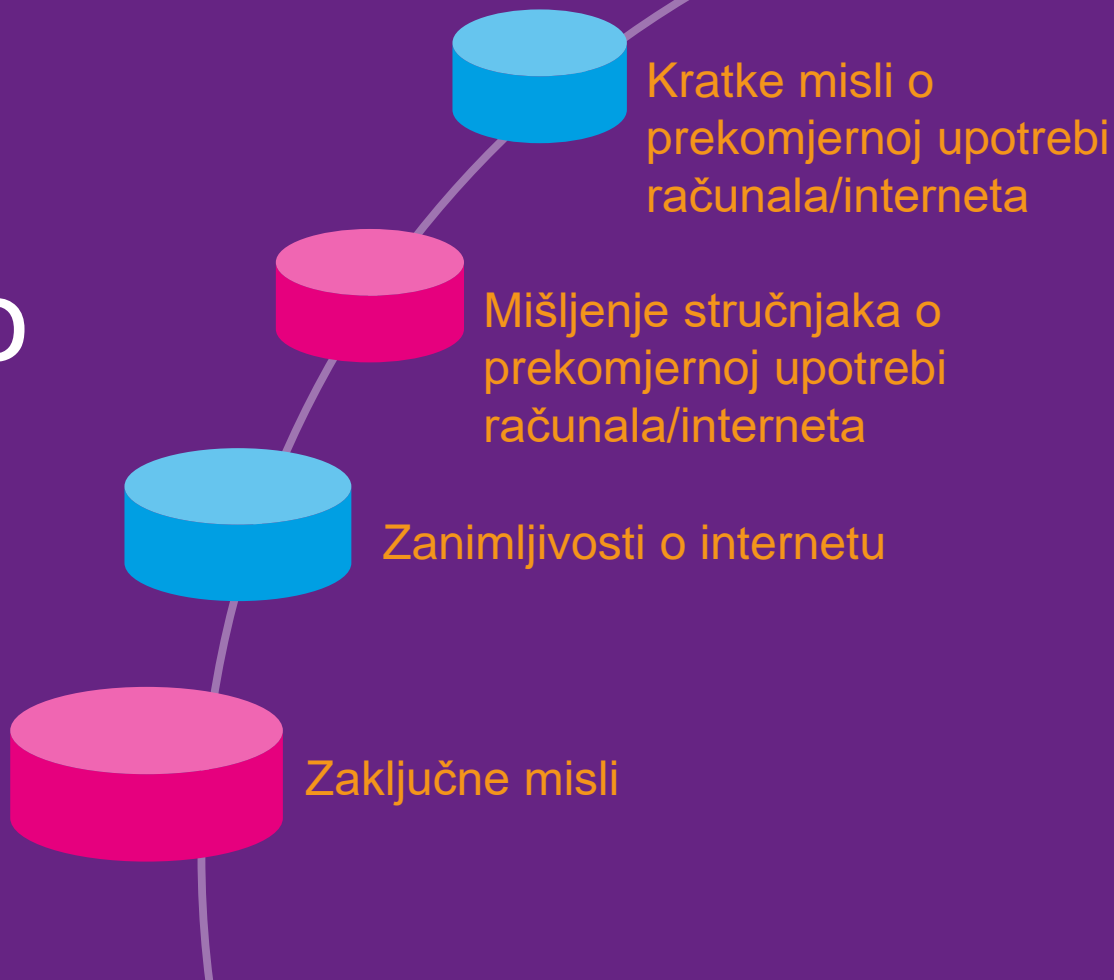 Kratke misli o
prekomjernoj upotrebi
računala/interneta
Mišljenje stručnjaka o
prekomjernoj upotrebi
računala/interneta
Zanimljivosti o internetu
Zaključne misli